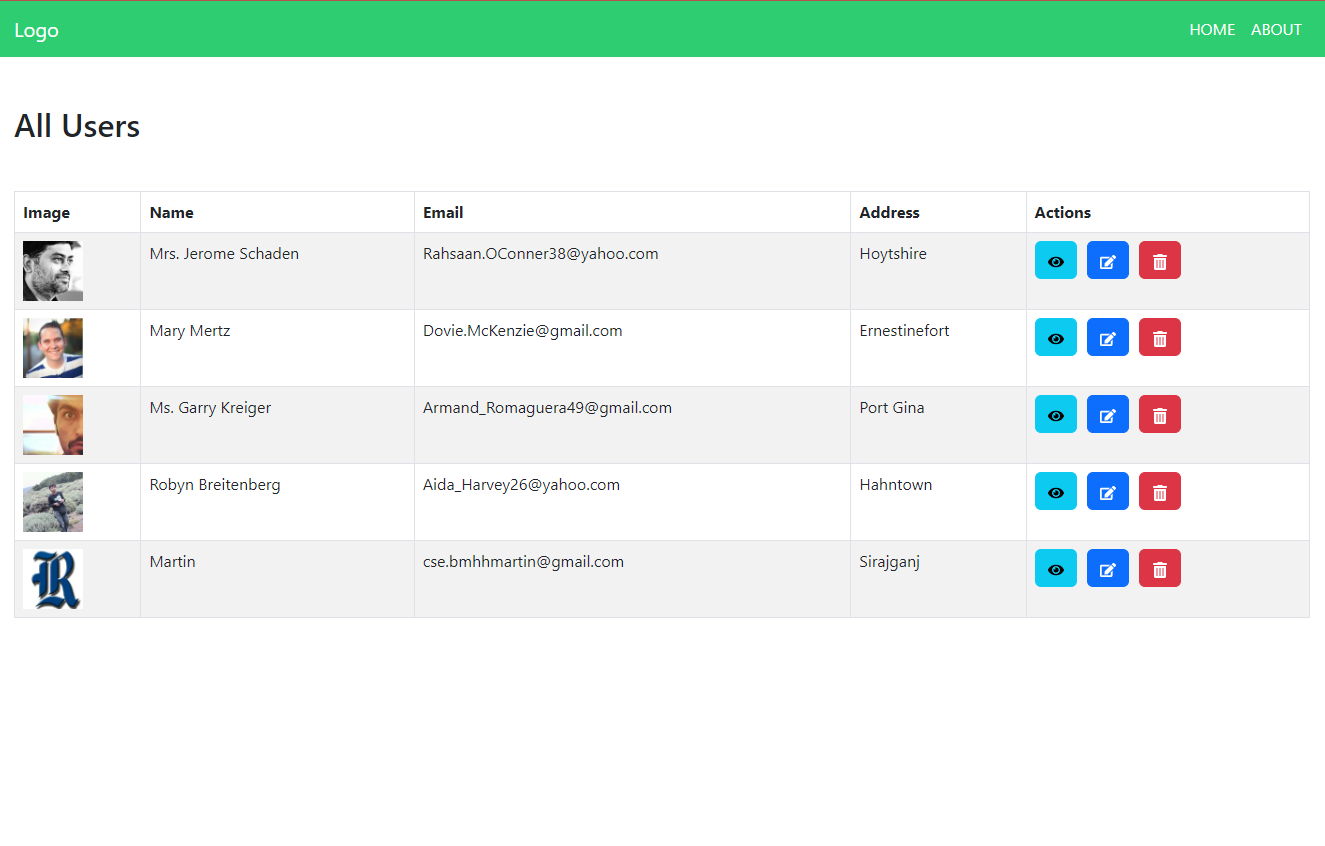 Logo HOME ABOUT
All Users
Image Name Email Address Actions
Mrs. Jerome Schaden Rahsaan.OConner38@yahoo.com Hoytshire
Mary Mertz Dovie.McKenzie@gmail.com Ernestinefort
Ms. Garry Kreiger Armand_Romaguera49@gmail.com Port Gina
Robyn Breitenberg Aida_Harvey26@yahoo.com Hahntown
R Martin cse.bmhhmartin@gmail.com Sirajganj